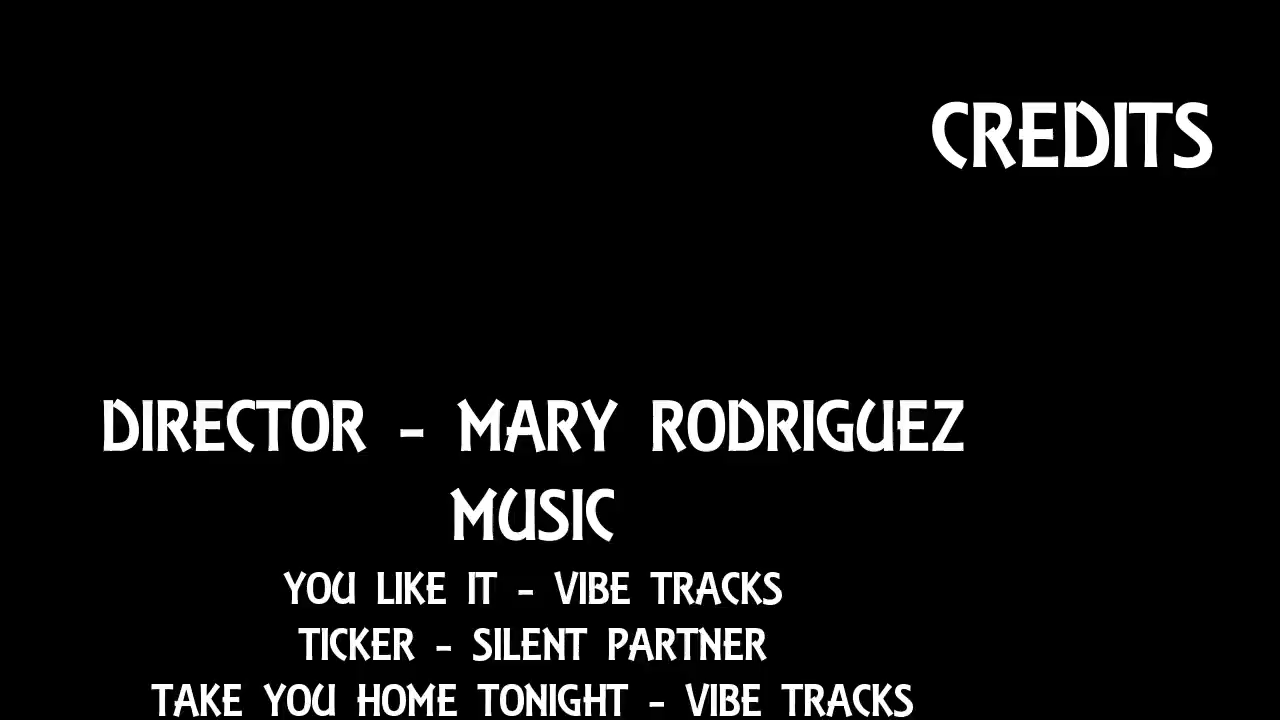 CREDITS
DIRECTOR - MARY RODRIGUEZ
MUSIC
YOU LIKE IT - VIBE TRACKS
TICKER - SILENT PARTNER
TAKE YOU HOME TONIGHT - VIBE TRACKS